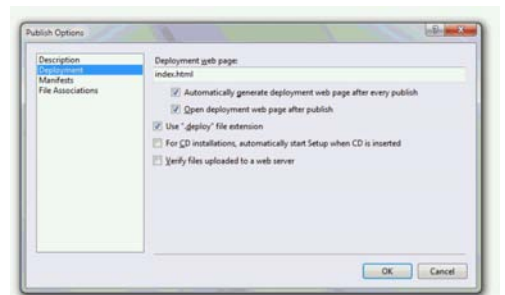 Publish Options
Description
Deployment
Manifests
File Associations
Deployment web page:
index.html
Automatically generate deployment web page after every publish
Open deployment web page after publish
Use ".deploy" file extension
For CD installations, automatically start Setup when CD is inserted
Verify files uploaded to a web server
OK
Cancel